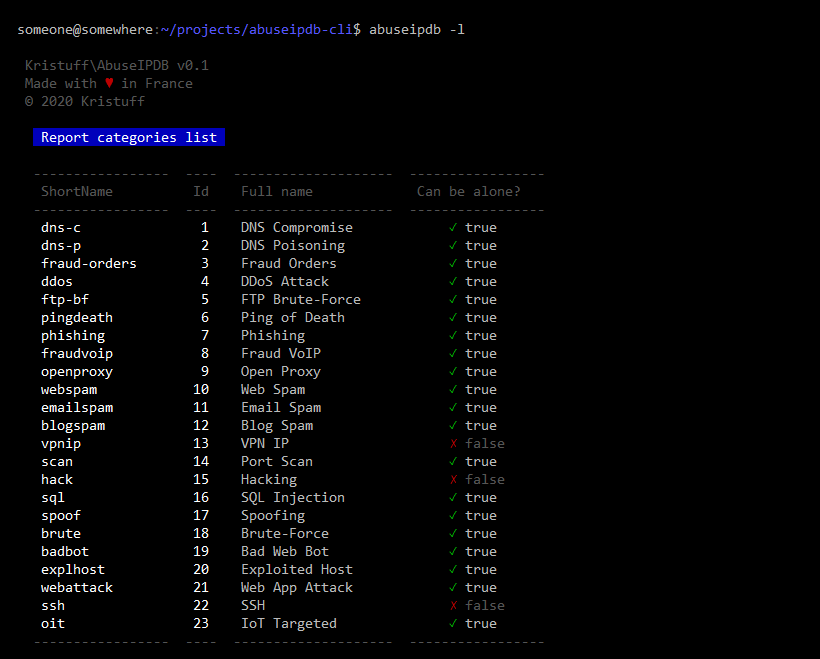 someone@somewhere:~/projects/abuseipdb-cli$ abuseipdb -l
Kristuff\AbuseIPDB v0.1
Made with ♥ in France
© 2020 Kristuff
Report categories list
----------------- ---- -------------------- -----------------
ShortName Id Full name Can be alone?
----------------- ---- -------------------- -----------------
dns-c 1 DNS Compromise ✓ true
dns-p 2 DNS Poisoning ✓ true
fraud-orders 3 Fraud Orders ✓ true
ddos 4 DDoS Attack ✓ true
ftp-bf 5 FTP Brute-Force ✓ true
pingdeath 6 Ping of Death ✓ true
phishing 7 Phishing ✓ true
fraudvoip 8 Fraud VoIP ✓ true
openproxy 9 Open Proxy ✓ true
webspam 10 Web Spam ✓ true
emailspam 11 Email Spam ✓ true
blogspam 12 Blog Spam ✓ true
vpnip 13 VPN IP ✗ false
scan 14 Port Scan ✓ true
hack 15 Hacking ✗ false
sql 16 SQL Injection ✓ true
spoof 17 Spoofing ✓ true
brute 18 Brute-Force ✓ true
badbot 19 Bad Web Bot ✓ true
explhost 20 Exploited Host ✓ true
webattack 21 Web App Attack ✓ true
ssh 22 SSH ✗ false
oit 23 IoT Targeted ✓ true
----------------- ---- -------------------- -----------------